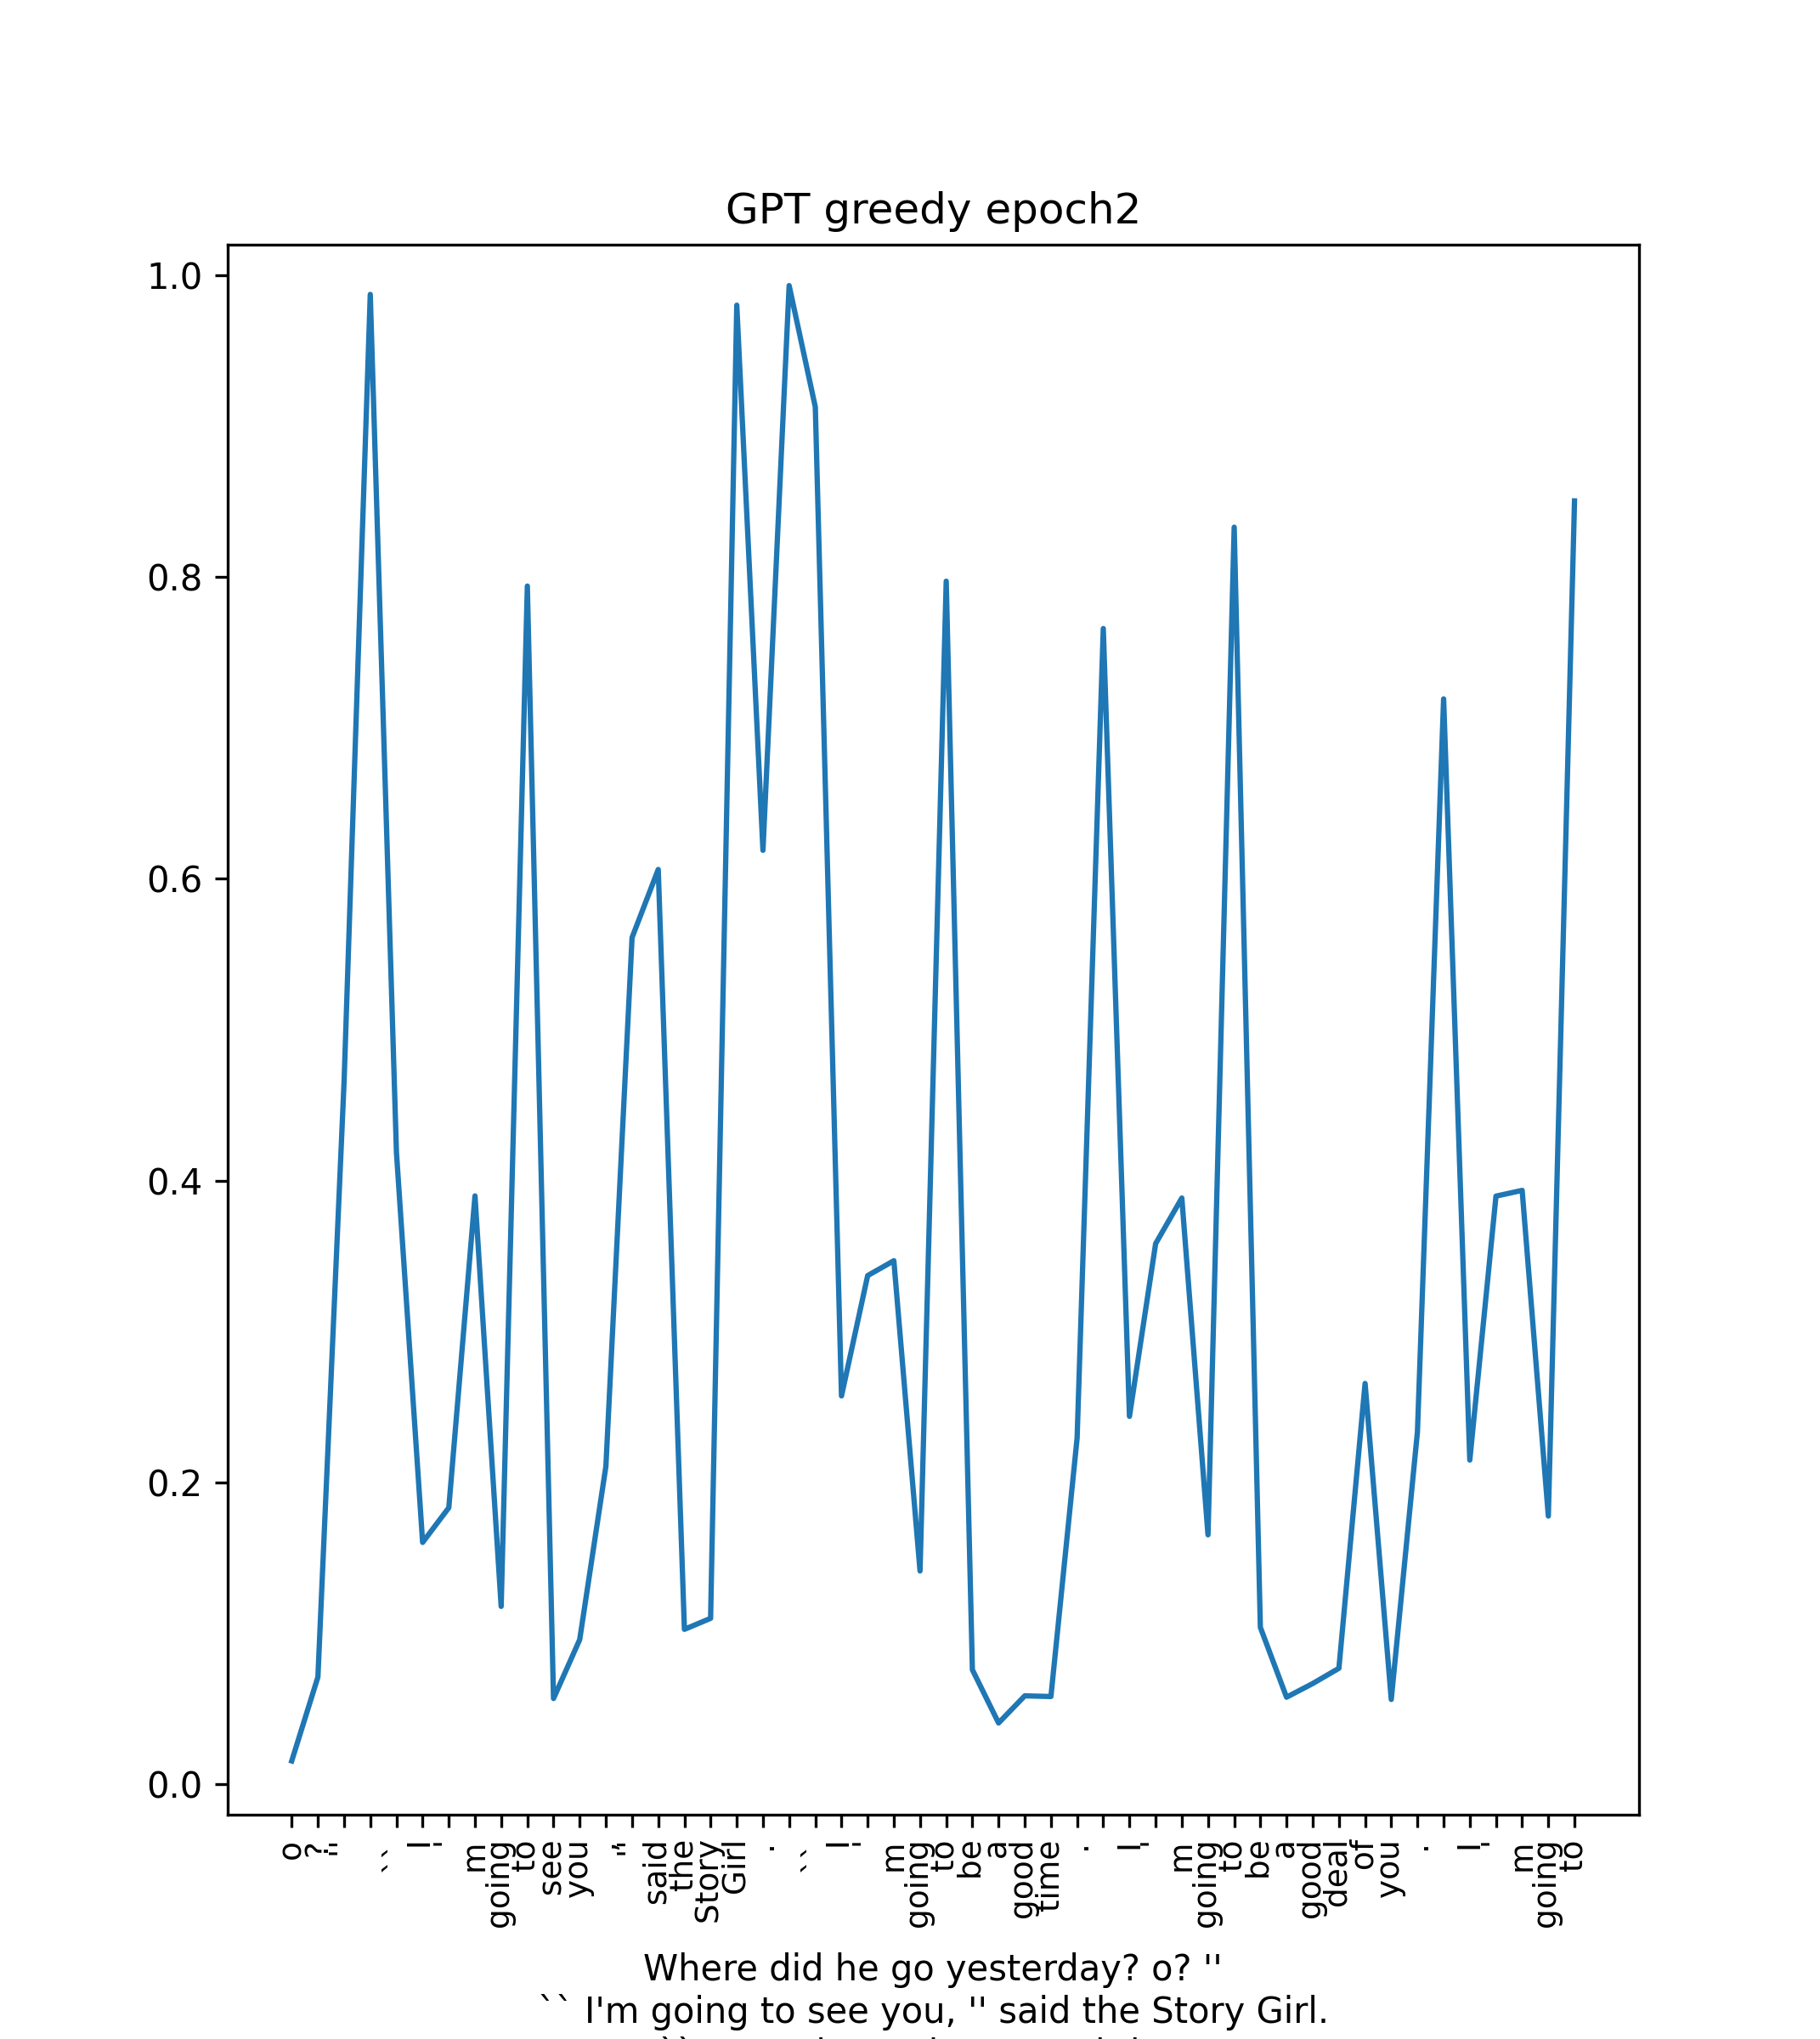 GPT greedy epoch2
1.0
0.8
0.6
0.4
0.2
0.0
o
?
''
``
I
'
m
going
to
see
you
,
''
said
the
Story
Girl
.
``
I
'
m
going
to
be
a
good
time
.
I
'
m
going
to
be
a
good
deal
of
you
.
I
'
m
going
to
Where did he go yesterday? o? ''
`` I'm going to see you, '' said the Story Girl.